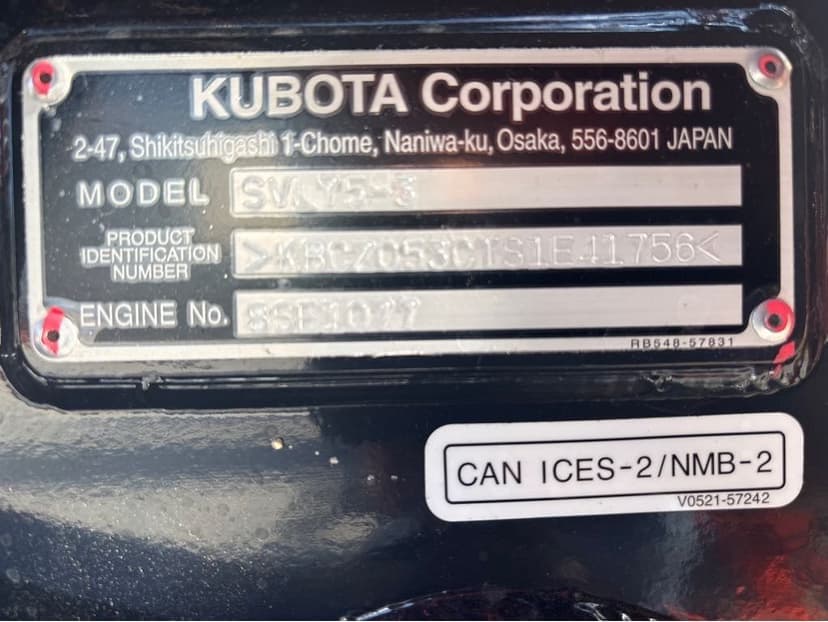 KUBOTA Corporation
2-47, Shikitsuhigashi 1-Chome, Naniwa-ku, Osaka, 556-8601 JAPAN
MODEL
PRODUCT
IDENTIFICATION
NUMBER
ENGINE No.
RB548-57831
CAN ICES-2/NMB-2
V0521-57242